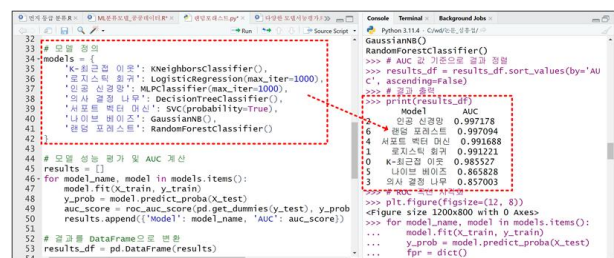 면지 등급 분류.R
ML분류모델_공공데이터.R*
랜덤포레스트.py*
다양한 모델시평가
Run
Source Script
32
33 # 모델 정의
34 models = {
35 'K-최근접 이웃': KNeighborsClassifier(),
36 '로지스틱 회귀': LogisticRegression(max_iter=1000),
37 '인공 신경망': MLPClassifier(max_iter=1000),
38 '의사 결정 나무': DecisionTreeClassifier(),
39 '서포트 벡터 머신': SVC(probability=True),
40 '나이브 베이즈': GaussianNB(),
41 '랜덤 포레스트': RandomForestClassifier()
42 }
43
44 # 모델 성능 평가 및 AUC 계산
45 results = []
46 for model_name, model in models.items():
47 model.fit(X_train, y_train)
48 y_prob = model.predict_proba(X_test)
49 auc_score = roc_auc_score(pd.get_dummies(y_test), y_prob
50 results.append({'Model': model_name, 'AUC': auc_score})
51
52 # 결과를 DataFrame으로 변환
53 results_df = pd.DataFrame(results)
Console Terminal Background Jobs
Python 3.11.4
GaussianNB()
RandomForestClassifier()
>>> # AUC 값 기준으로 결과 정렬
>>> results_df = results_df.sort_values(by='AU
C', ascending=False)
>>> # 결과 출력
>>> print(results_df)
Model AUC
2 인공 신경망 0.997178
6 랜덤 포레스트 0.997094
4 서포트 벡터 머신 0.991688
1 로지스틱 회귀 0.991221
0 K-최근접 이웃 0.985527
5 나이브 베이즈 0.865828
3 의사 결정 나무 0.857003
>>> plt.figure(figsize=(12, 8))
<Figure size 1200x800 with 0 Axes>
>>> for model_name, model in models.items():
... model.fit(X_train, y_train)
... y_prob = model.predict_proba(X_test)
... fpr = dict()